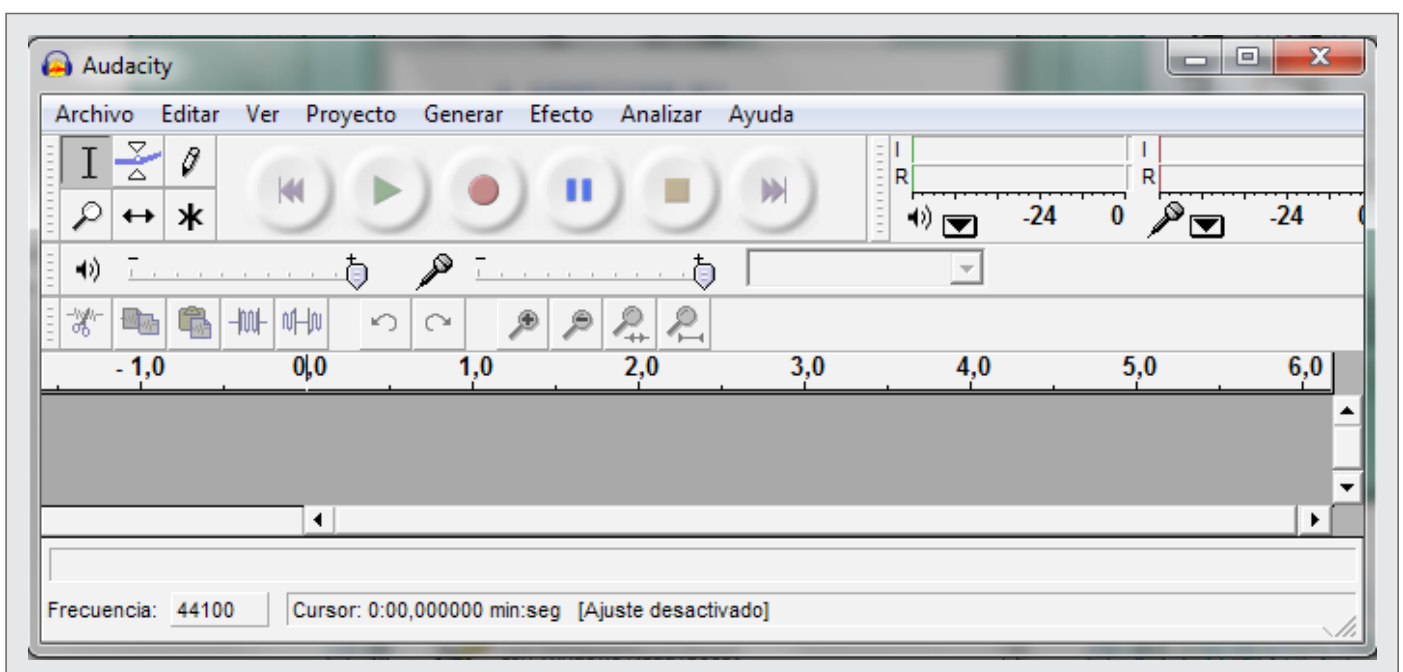 Audacity
Archivo Editar Ver Proyecto Generar Efecto Analizar Ayuda
I I
R R
-24 0 -24 0
- +
- +
- 1,0 0,0 1,0 2,0 3,0 4,0 5,0 6,0
Frecuencia: 44100 Cursor: 0:00,000000 min:seg [Ajuste desactivado]